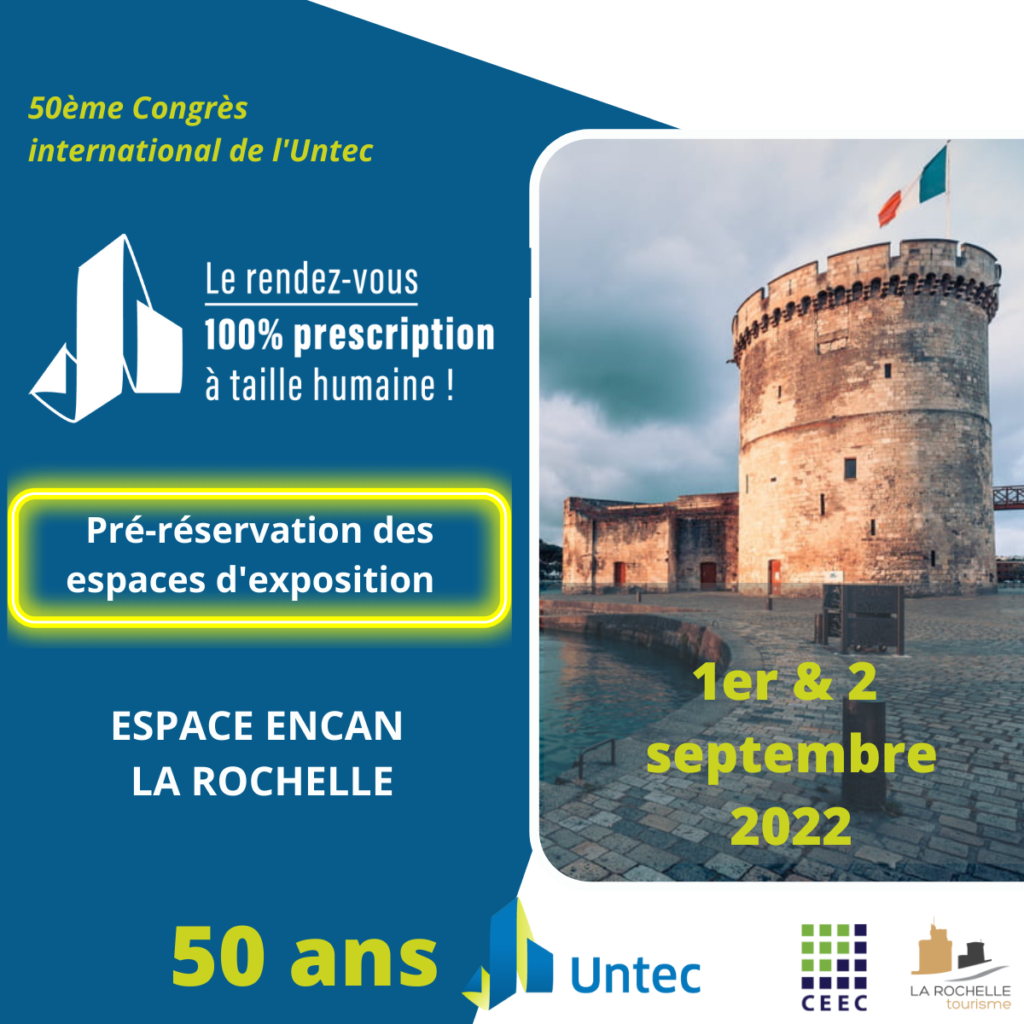 50ème Congrès
international de l'Untec
Le rendez-vous
100% prescription
à taille humaine !
Pré-réservation des
espaces d'exposition
ESPACE ENCAN
LA ROCHELLE
1er & 2
septembre
2022
50 ans
Untec
CEEC
LA ROCHELLE
tourisme